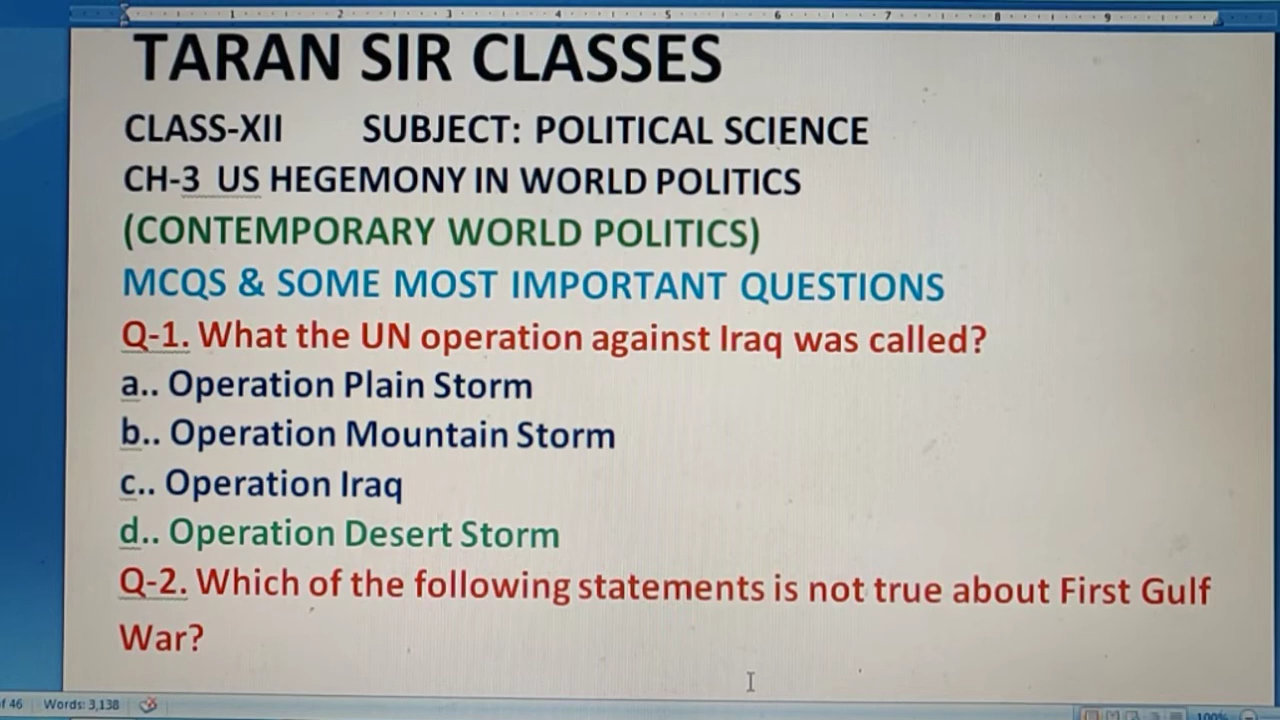 TARAN SIR CLASSES
CLASS-XII SUBJECT: POLITICAL SCIENCE
CH-3 US HEGEMONY IN WORLD POLITICS
(CONTEMPORARY WORLD POLITICS)
MCQS & SOME MOST IMPORTANT QUESTIONS
Q-1. What the UN operation against Iraq was called?
a.. Operation Plain Storm
b.. Operation Mountain Storm
c.. Operation Iraq
d.. Operation Desert Storm
Q-2. Which of the following statements is not true about First Gulf
War?
of 46 Words: 3,138 100%